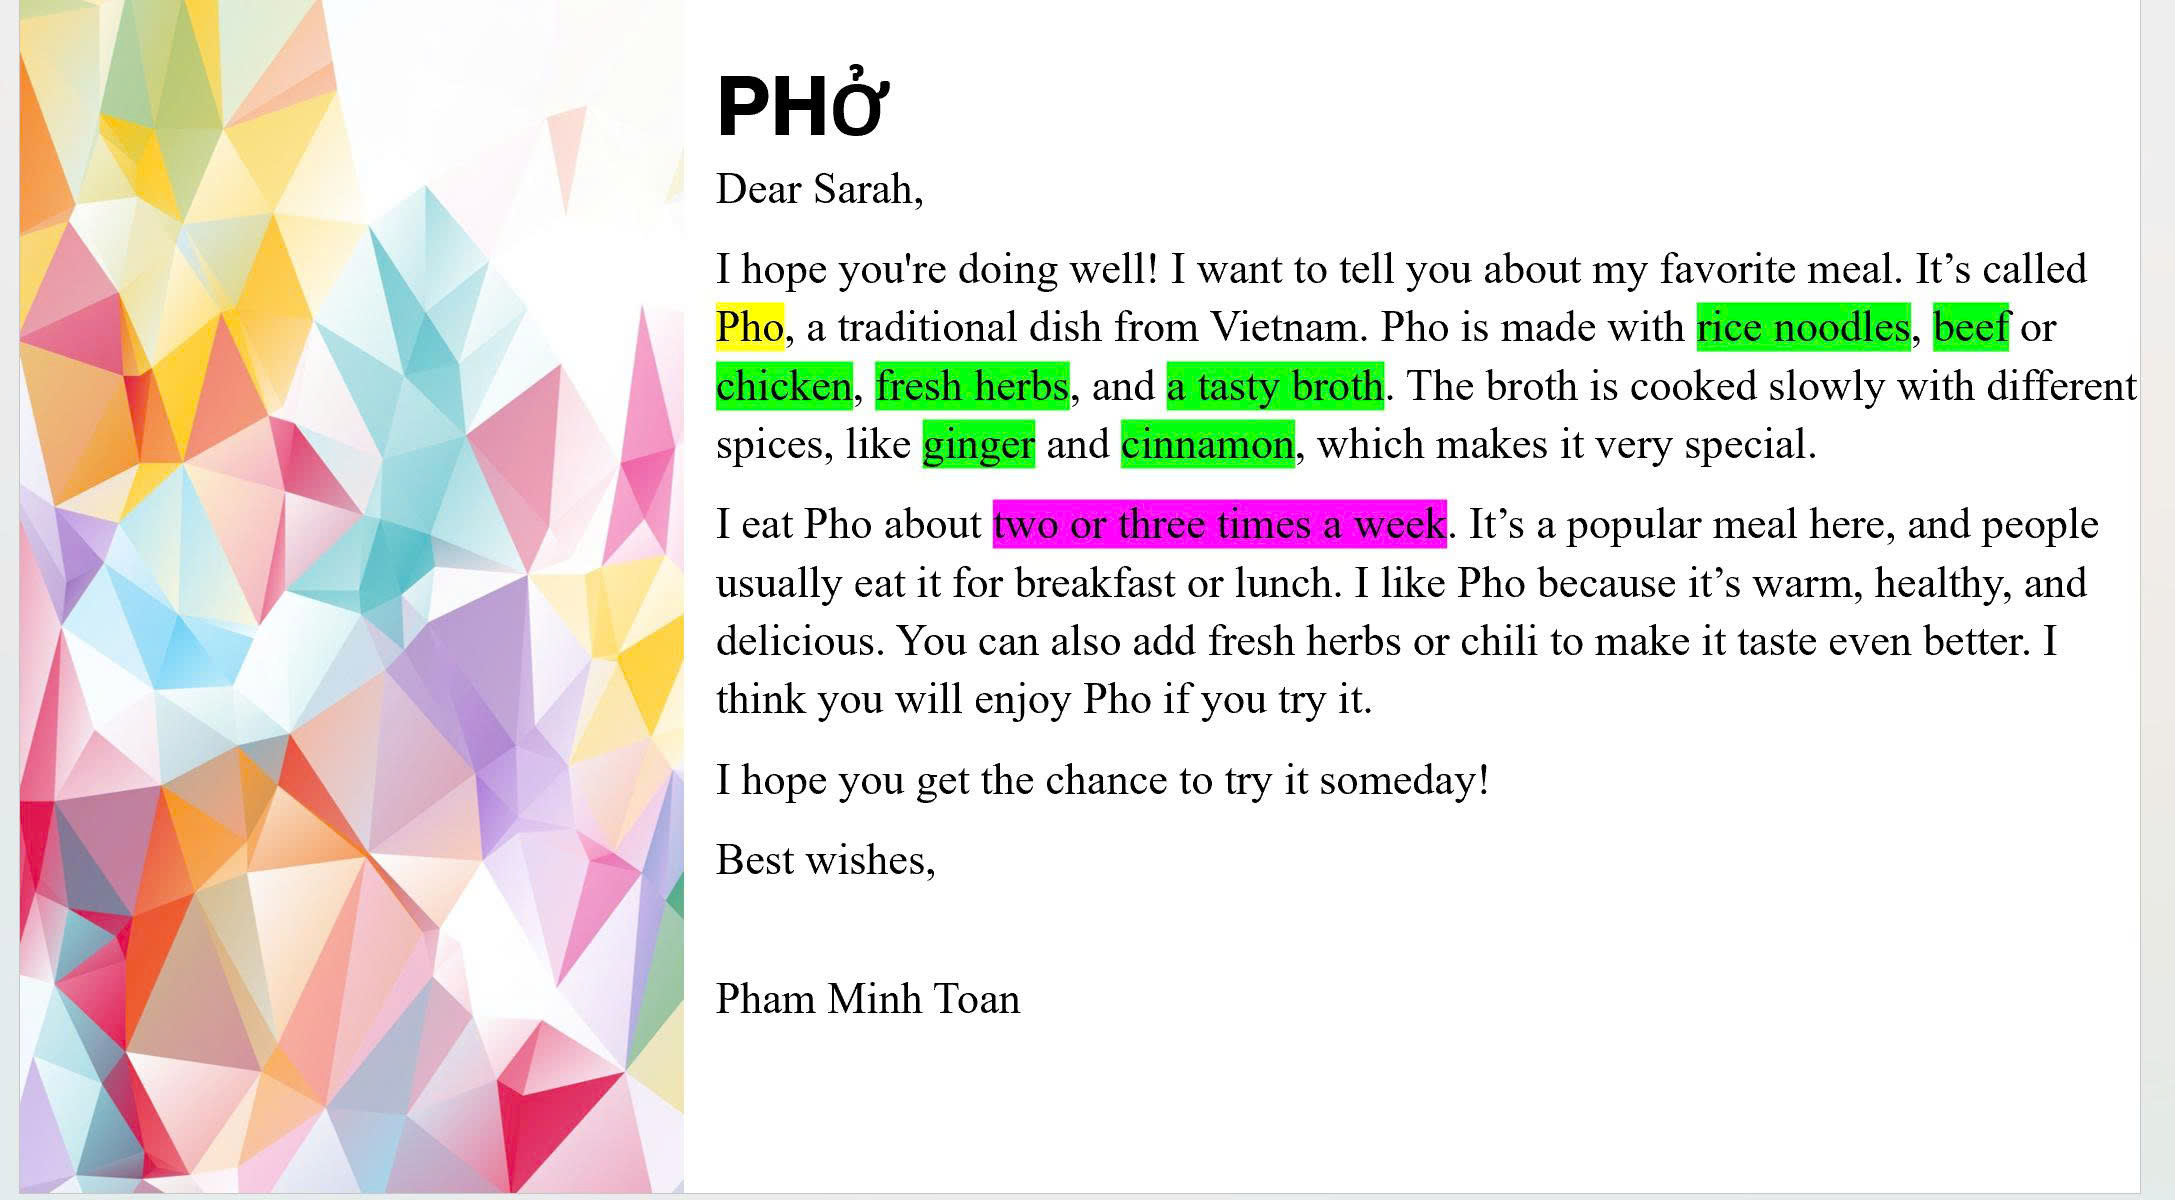 PHỞ
Dear Sarah,
I hope you're doing well! I want to tell you about my favorite meal. It’s called
Pho, a traditional dish from Vietnam. Pho is made with rice noodles, beef or
chicken, fresh herbs, and a tasty broth. The broth is cooked slowly with different
spices, like ginger and cinnamon, which makes it very special.
I eat Pho about two or three times a week. It’s a popular meal here, and people
usually eat it for breakfast or lunch. I like Pho because it’s warm, healthy, and
delicious. You can also add fresh herbs or chili to make it taste even better. I
think you will enjoy Pho if you try it.
I hope you get the chance to try it someday!
Best wishes,
Pham Minh Toan